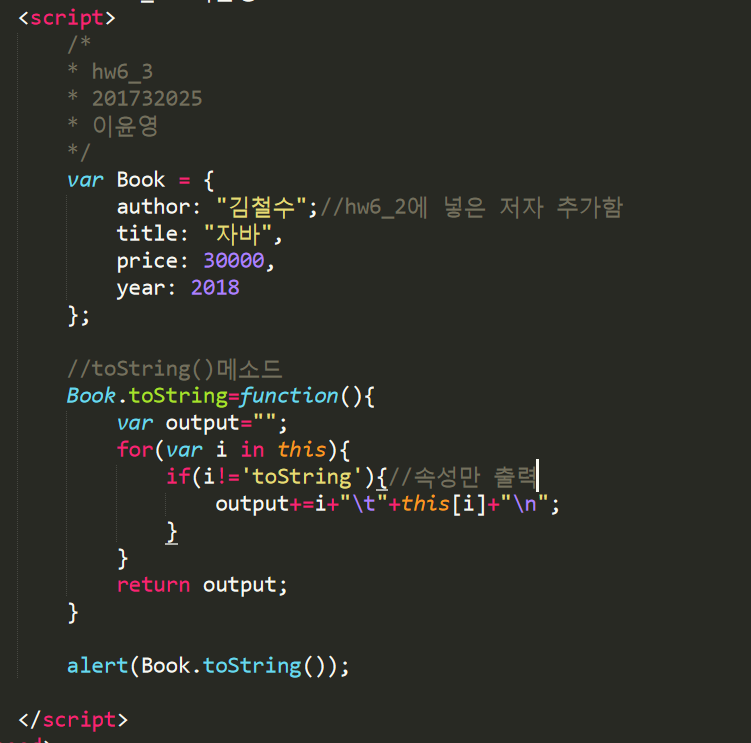 <script>
/*
* hw6_3
* 201732025
* 이윤영
*/
var Book = {
author: "김철수";//hw6_2에 넣은 저자 추가함
title: "자바",
price: 30000,
year: 2018
};
//toString()메소드
Book.toString=function(){
var output="";
for(var i in this){
if(i!='toString'){//속성만 출력
output+=i+"\t"+this[i]+"\n";
}
}
return output;
}
alert(Book.toString());
</script>